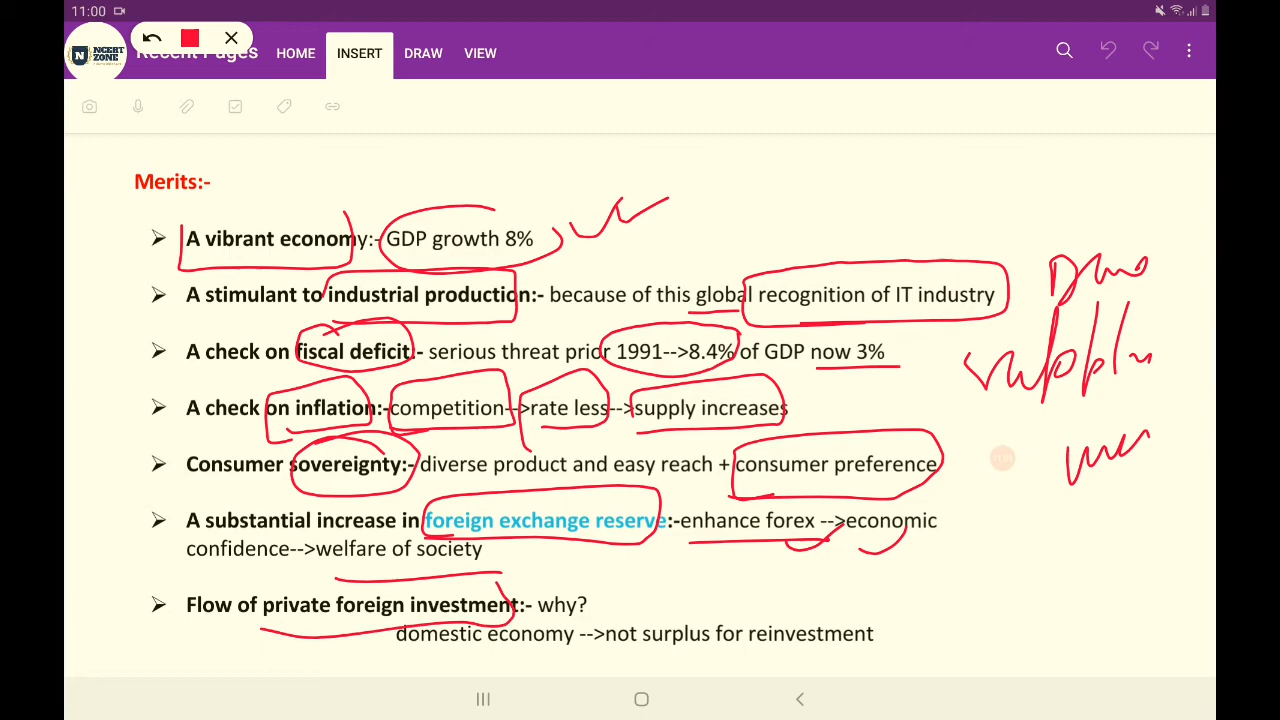 11:00
NCERT
ZONE
Recent Pages
HOME
INSERT
DRAW
VIEW
Merits:-
➢ A vibrant economy:- GDP growth 8%
➢ A stimulant to industrial production:- because of this global recognition of IT industry
➢ A check on fiscal deficit:- serious threat prior 1991-->8.4% of GDP now 3%
➢ A check on inflation:-competition-->rate less-->supply increases
➢ Consumer sovereignty:- diverse product and easy reach + consumer preference
➢ A substantial increase in foreign exchange reserve:-enhance forex -->economic
confidence-->welfare of society
➢ Flow of private foreign investment:- why?
domestic economy -->not surplus for reinvestment